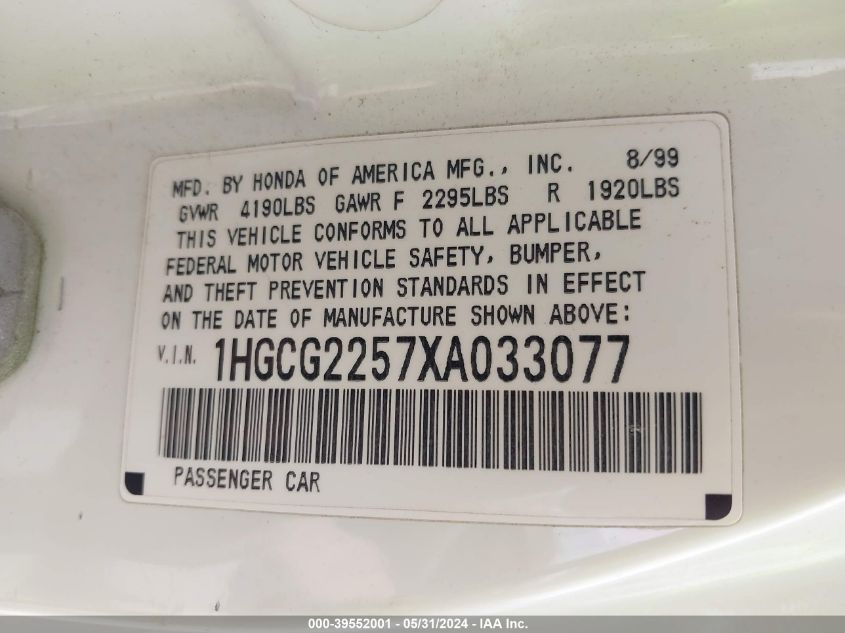 MFD. BY HONDA OF AMERICA MFG., INC. 8/99
GVWR 4190LBS GAWR F 2295LBS R 1920LBS
THIS VEHICLE CONFORMS TO ALL APPLICABLE
FEDERAL MOTOR VEHICLE SAFETY, BUMPER,
AND THEFT PREVENTION STANDARDS IN EFFECT
ON THE DATE OF MANUFACTURE SHOWN ABOVE:
V.I.N. 1HGCG2257XA033077
PASSENGER CAR
000-39552001 - 05/31/2024 - IAA Inc.